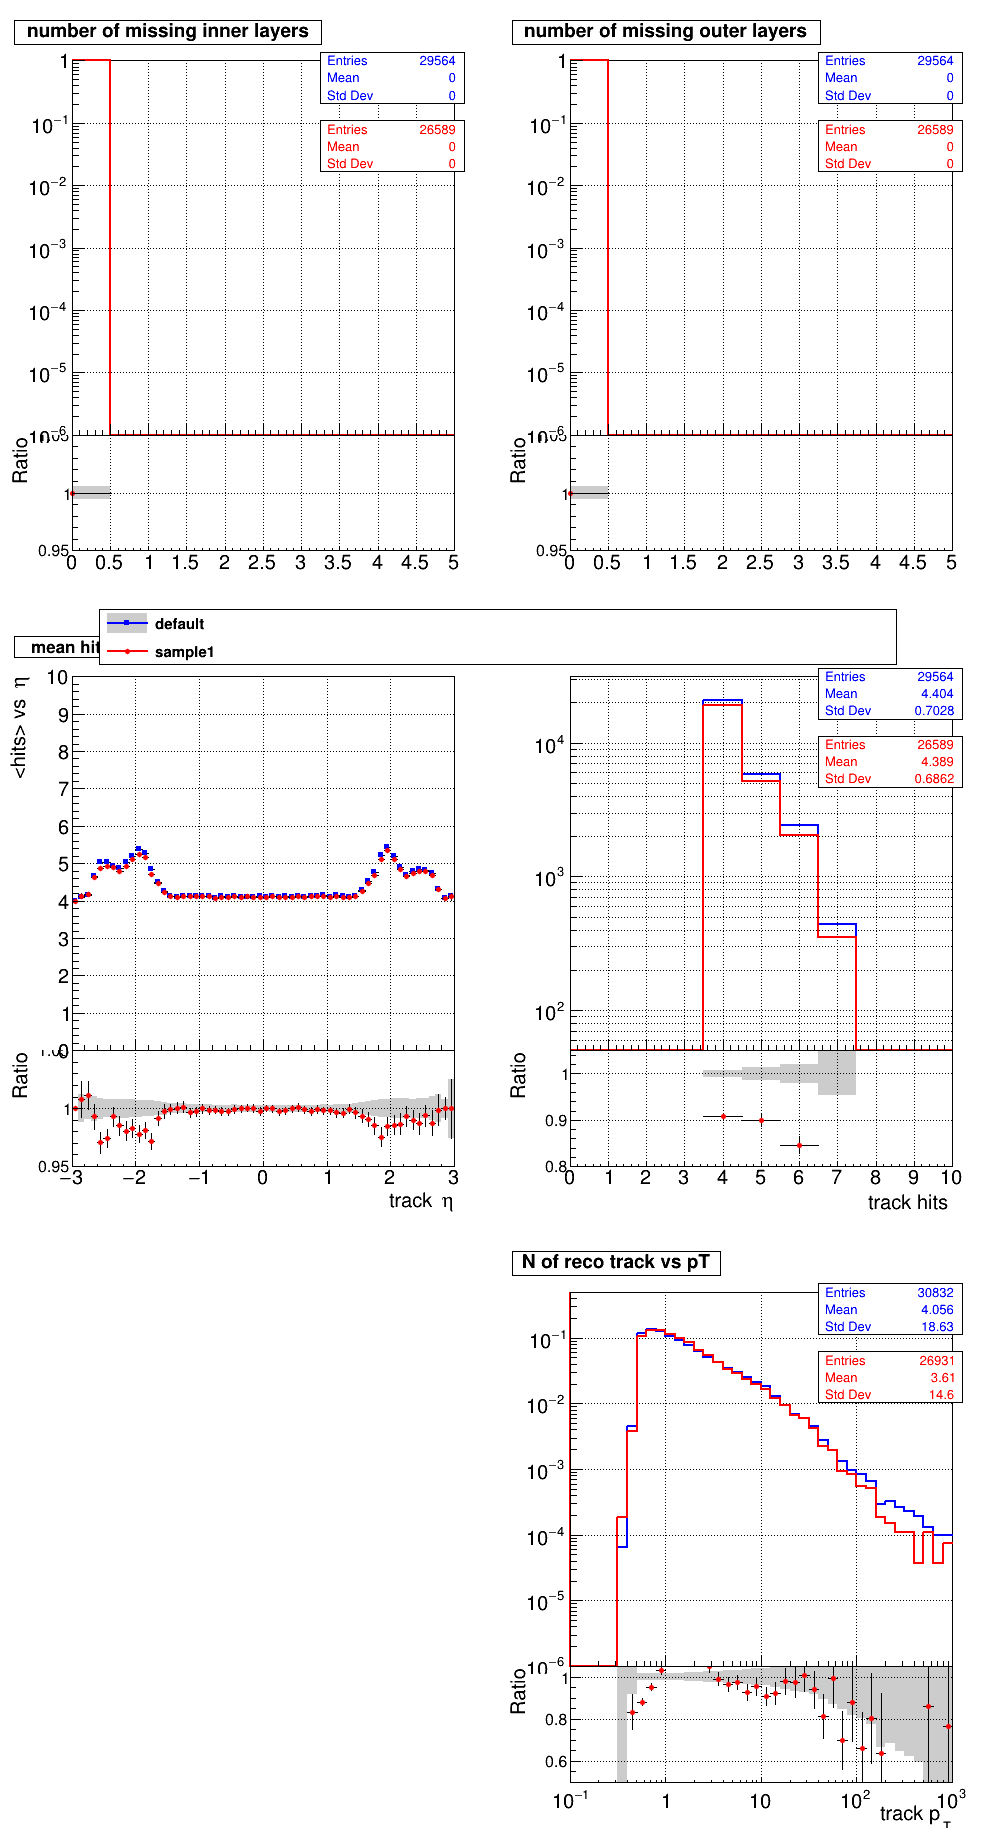 number of missing inner layers
number of missing outer layers
Entries 29564
Mean 0
Std Dev 0
Entries 26589
Mean 0
Std Dev 0
Entries 29564
Mean 0
Std Dev 0
Entries 26589
Mean 0
Std Dev 0
1
10−1
10−2
10−3
10−4
10−5
10−6
1
10−1
10−2
10−3
10−4
10−5
10−6
Ratio
1
0.95
0 0.5 1 1.5 2 2.5 3 3.5 4 4.5 5
Ratio
1
0.95
0 0.5 1 1.5 2 2.5 3 3.5 4 4.5 5
default
sample1
mean hit
<hits> vs η
10
9
8
7
6
5
4
3
2
1
0
Ratio
1
0.95
−3 −2 −1 0 1 2 3
track η
Entries 29564
Mean 4.404
Std Dev 0.7028
Entries 26589
Mean 4.389
Std Dev 0.6862
104
103
102
Ratio
1
0.9
0.8
0 1 2 3 4 5 6 7 8 9 10
track hits
N of reco track vs pT
Entries 30832
Mean 4.056
Std Dev 18.63
Entries 26931
Mean 3.61
Std Dev 14.6
10−1
10−2
10−3
10−4
10−5
10−6
Ratio
1
0.8
0.6
10−1 1 10 102 103
track pT